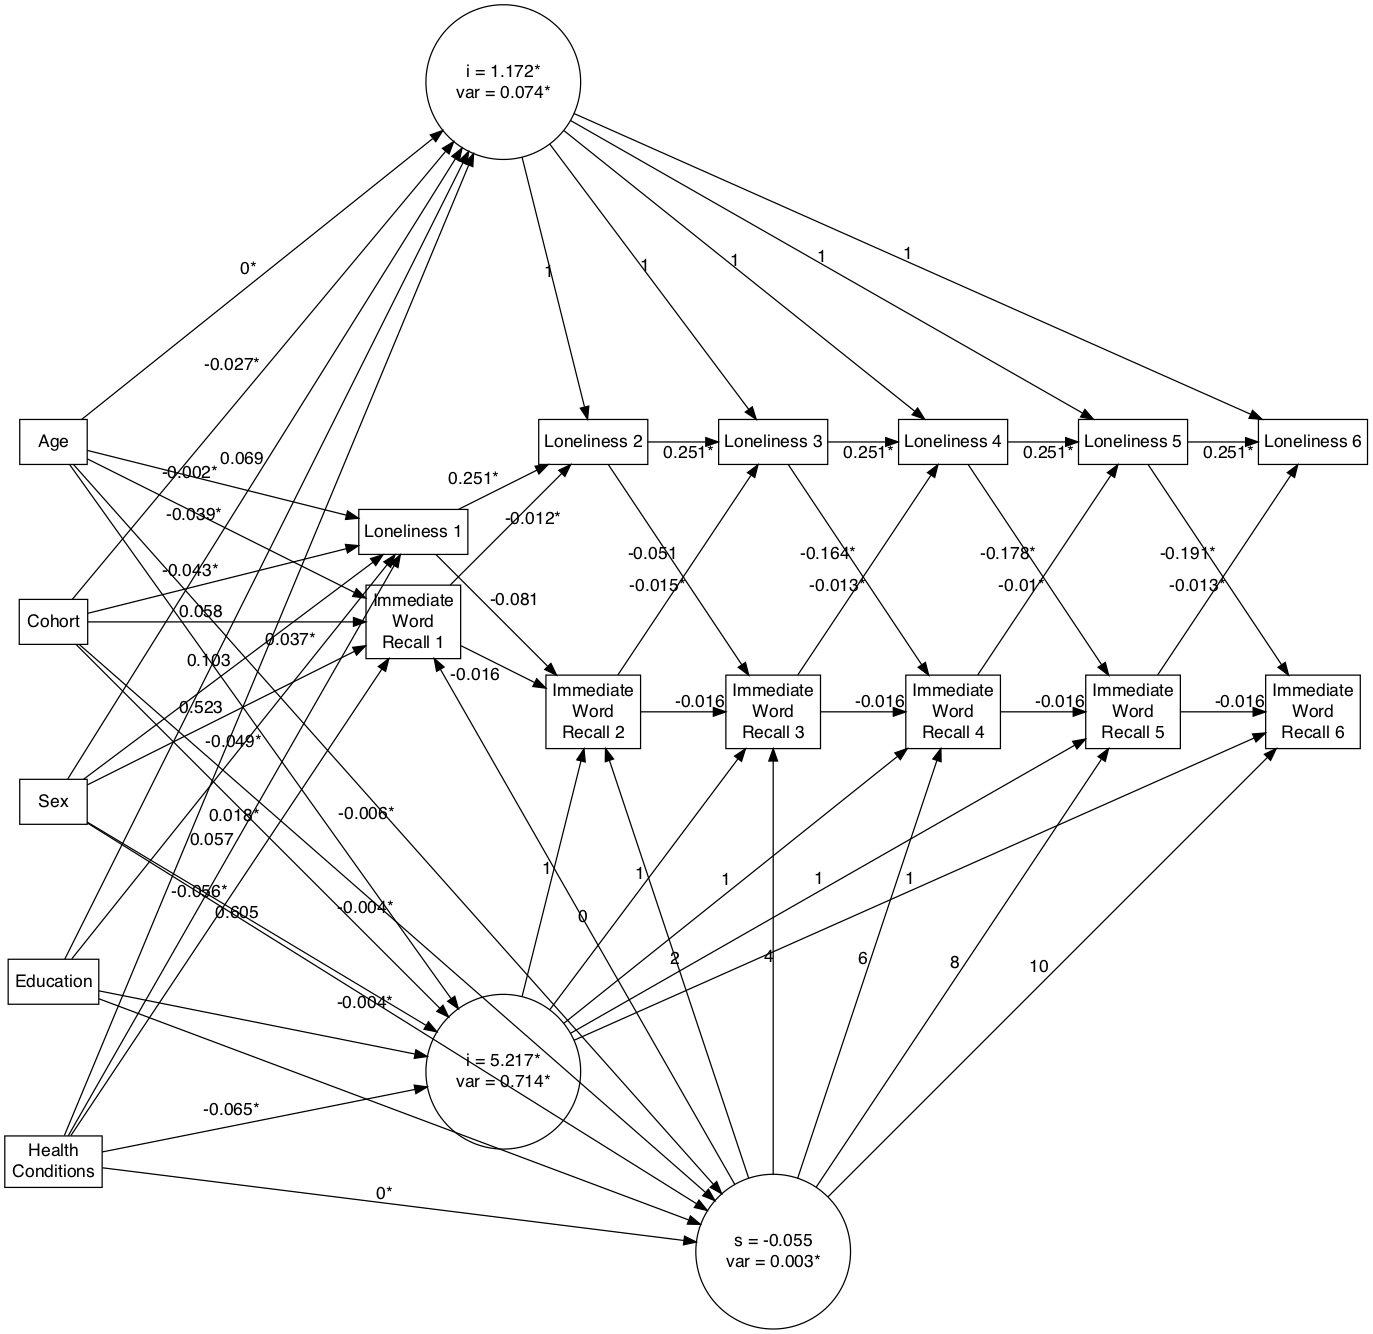 i = 1.172*
var = 0.074*
1
1
1
1
1
0*
-0.027*
0.069
-0.002*
-0.039*
-0.043*
0.058
0.037*
0.103
0.523
-0.049*
0.018*
0.057
-0.056*
0.605
-0.006*
-0.004*
-0.004*
-0.065*
0*
Age
Cohort
Sex
Education
Health
Conditions
Loneliness 1
Loneliness 2
Loneliness 3
Loneliness 4
Loneliness 5
Loneliness 6
0.251*
0.251*
0.251*
0.251*
0.251*
-0.012*
-0.081
-0.051
-0.015*
-0.164*
-0.013*
-0.178*
-0.01*
-0.191*
-0.013*
Immediate
Word
Recall 1
Immediate
Word
Recall 2
Immediate
Word
Recall 3
Immediate
Word
Recall 4
Immediate
Word
Recall 5
Immediate
Word
Recall 6
-0.016
-0.016
-0.016
-0.016
-0.016
1
1
1
1
1
0
2
4
6
8
10
i = 5.217*
var = 0.714*
s = -0.055
var = 0.003*